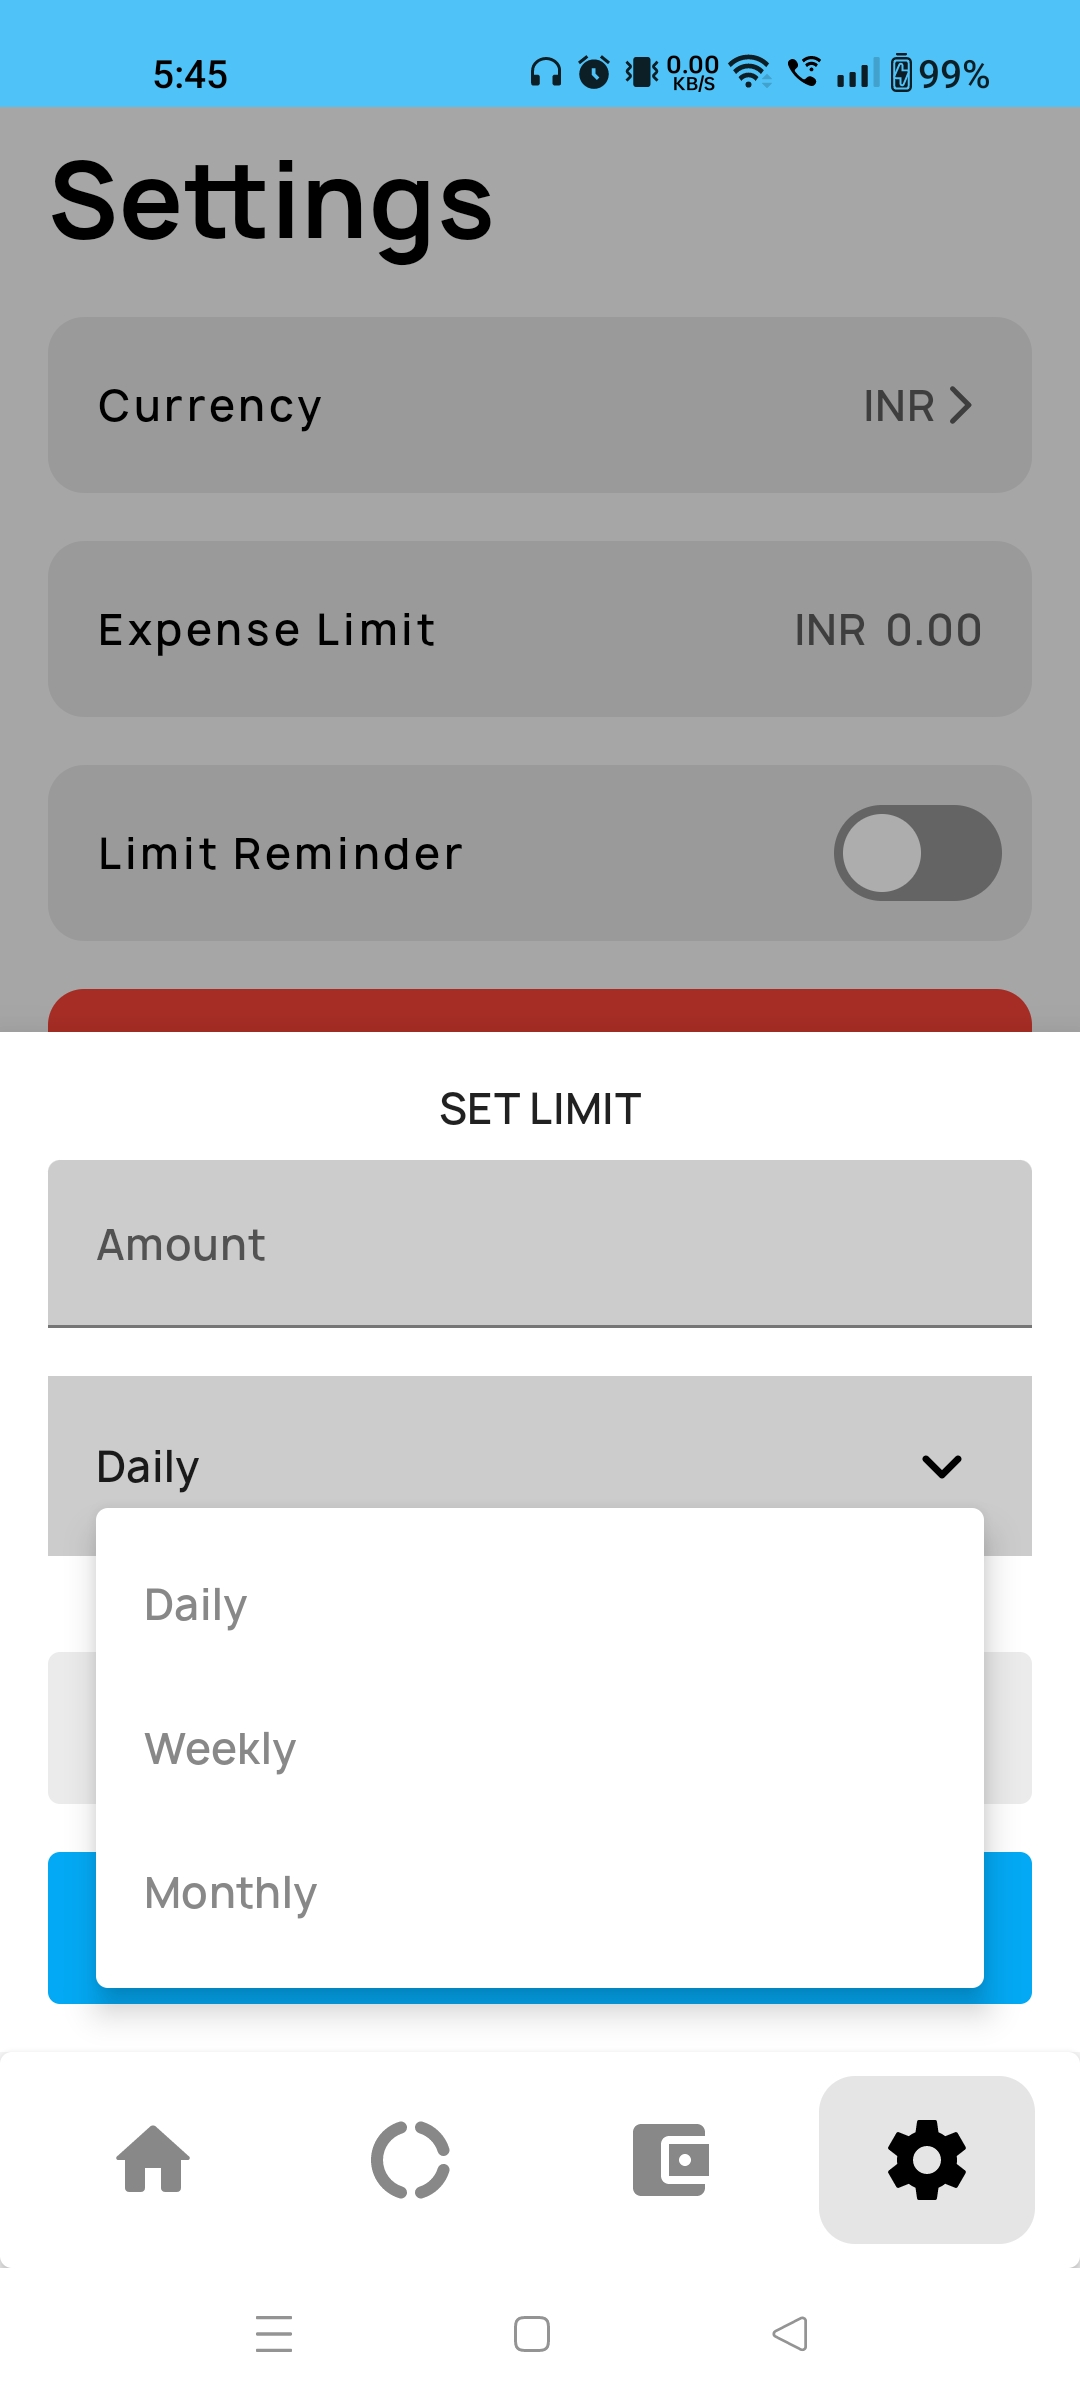 5:45
0.00
KB/S
99%
Settings
Currency INR
Expense Limit INR 0.00
Limit Reminder
SET LIMIT
Amount
Daily
Daily
Weekly
Monthly